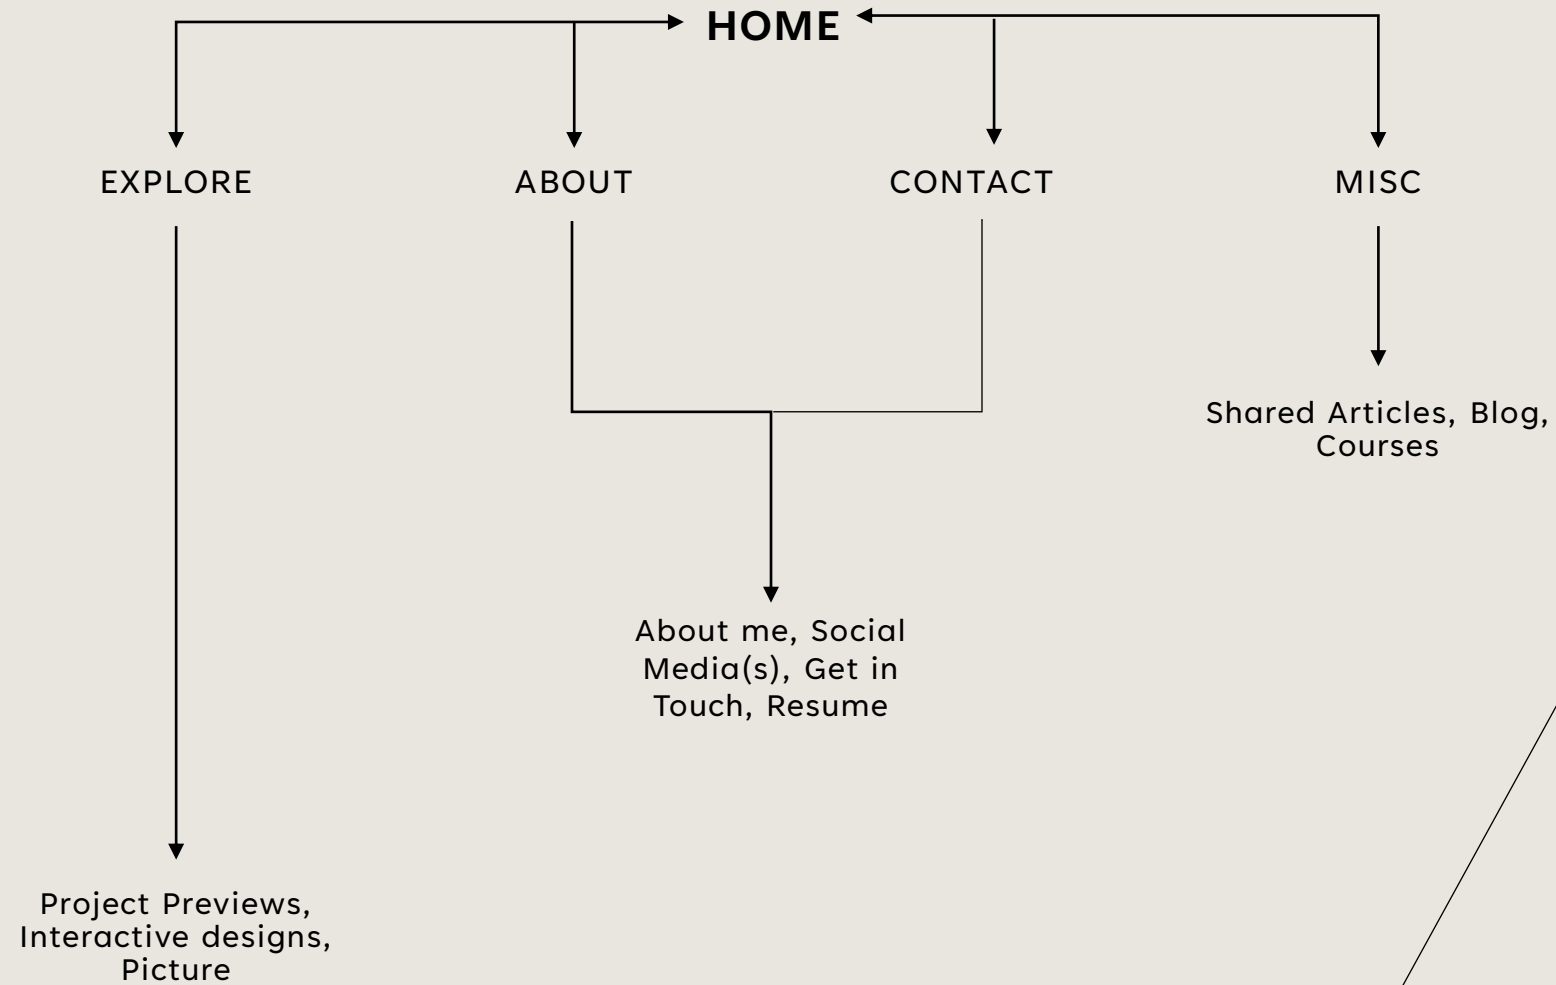 HOME
EXPLORE
ABOUT
CONTACT
MISC
Shared Articles, Blog,
Courses
About me, Social
Media(s), Get in
Touch, Resume
Project Previews,
Interactive designs,
Picture